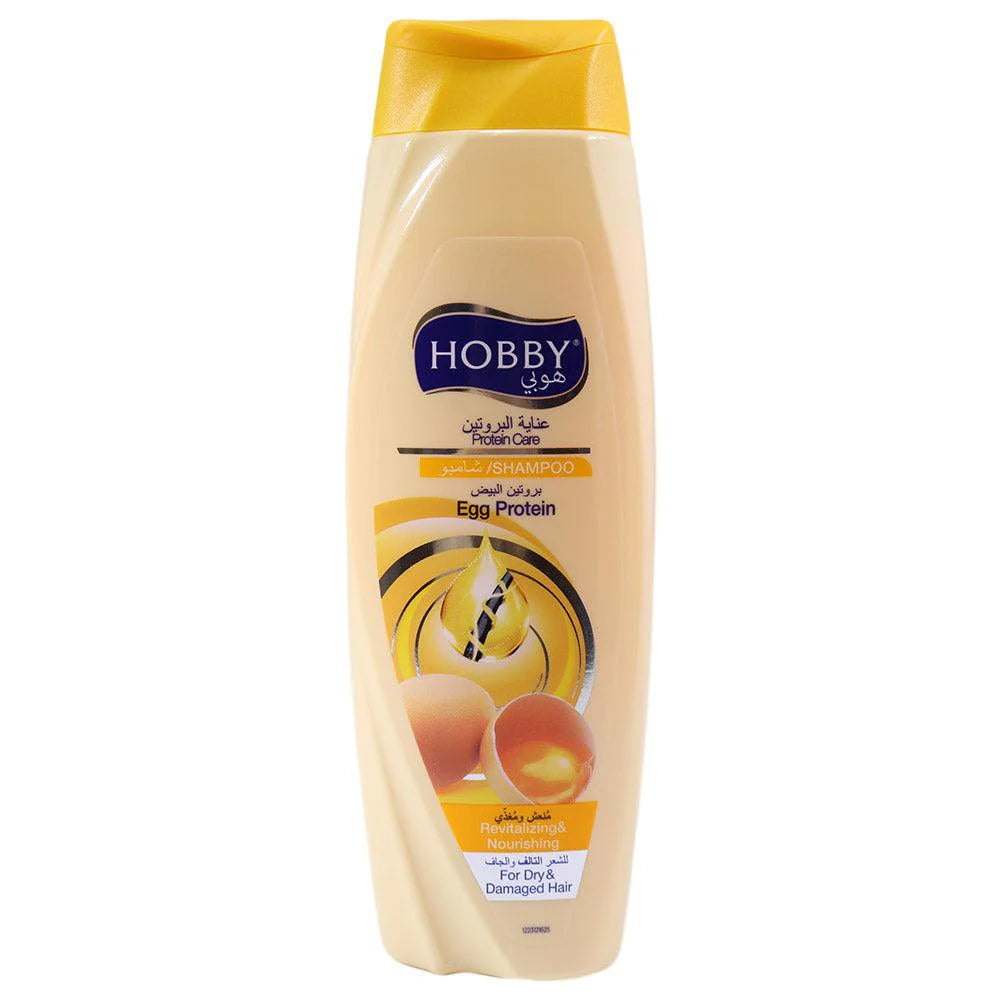 HOBBY®
هوبي
عناية البروتين
Protein Care
شامبو /SHAMPOO
بروتين البيض
Egg Protein
مُنعش ومُغذّي
Revitalizing&
Nourishing
للشعر التالف والجاف
For Dry&
Damaged Hair